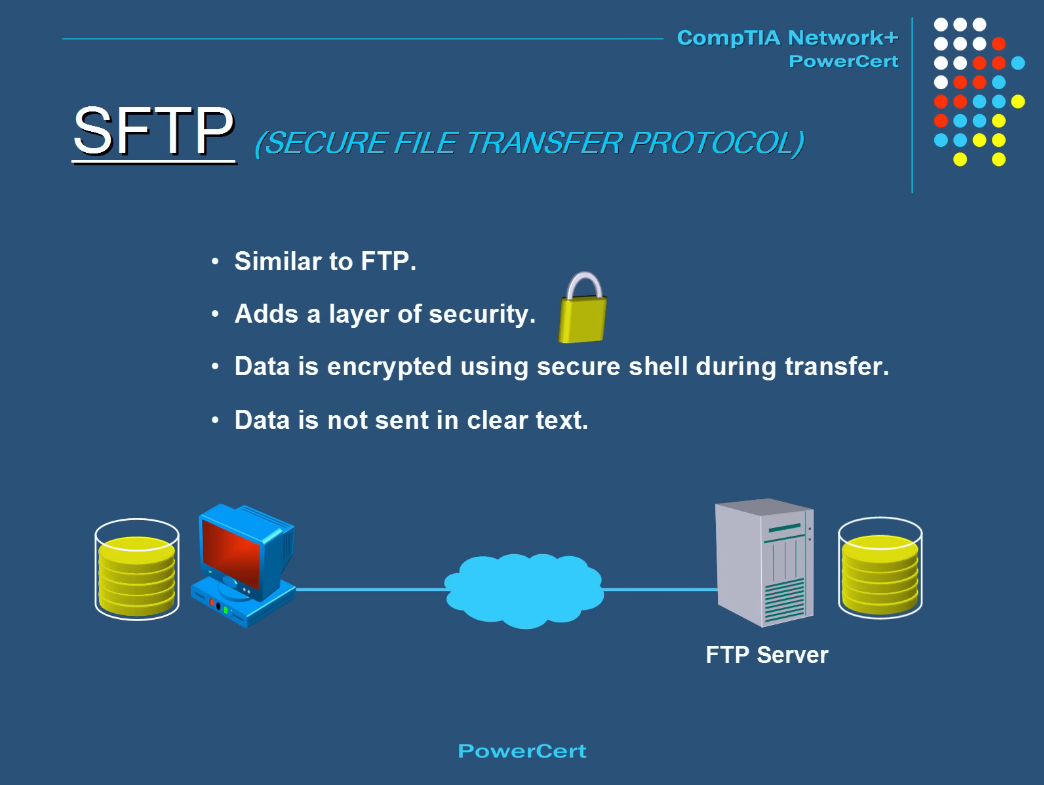 CompTIA Network+
PowerCert
SFTP (SECURE FILE TRANSFER PROTOCOL)
• Similar to FTP.
• Adds a layer of security.
• Data is encrypted using secure shell during transfer.
• Data is not sent in clear text.
FTP Server
PowerCert